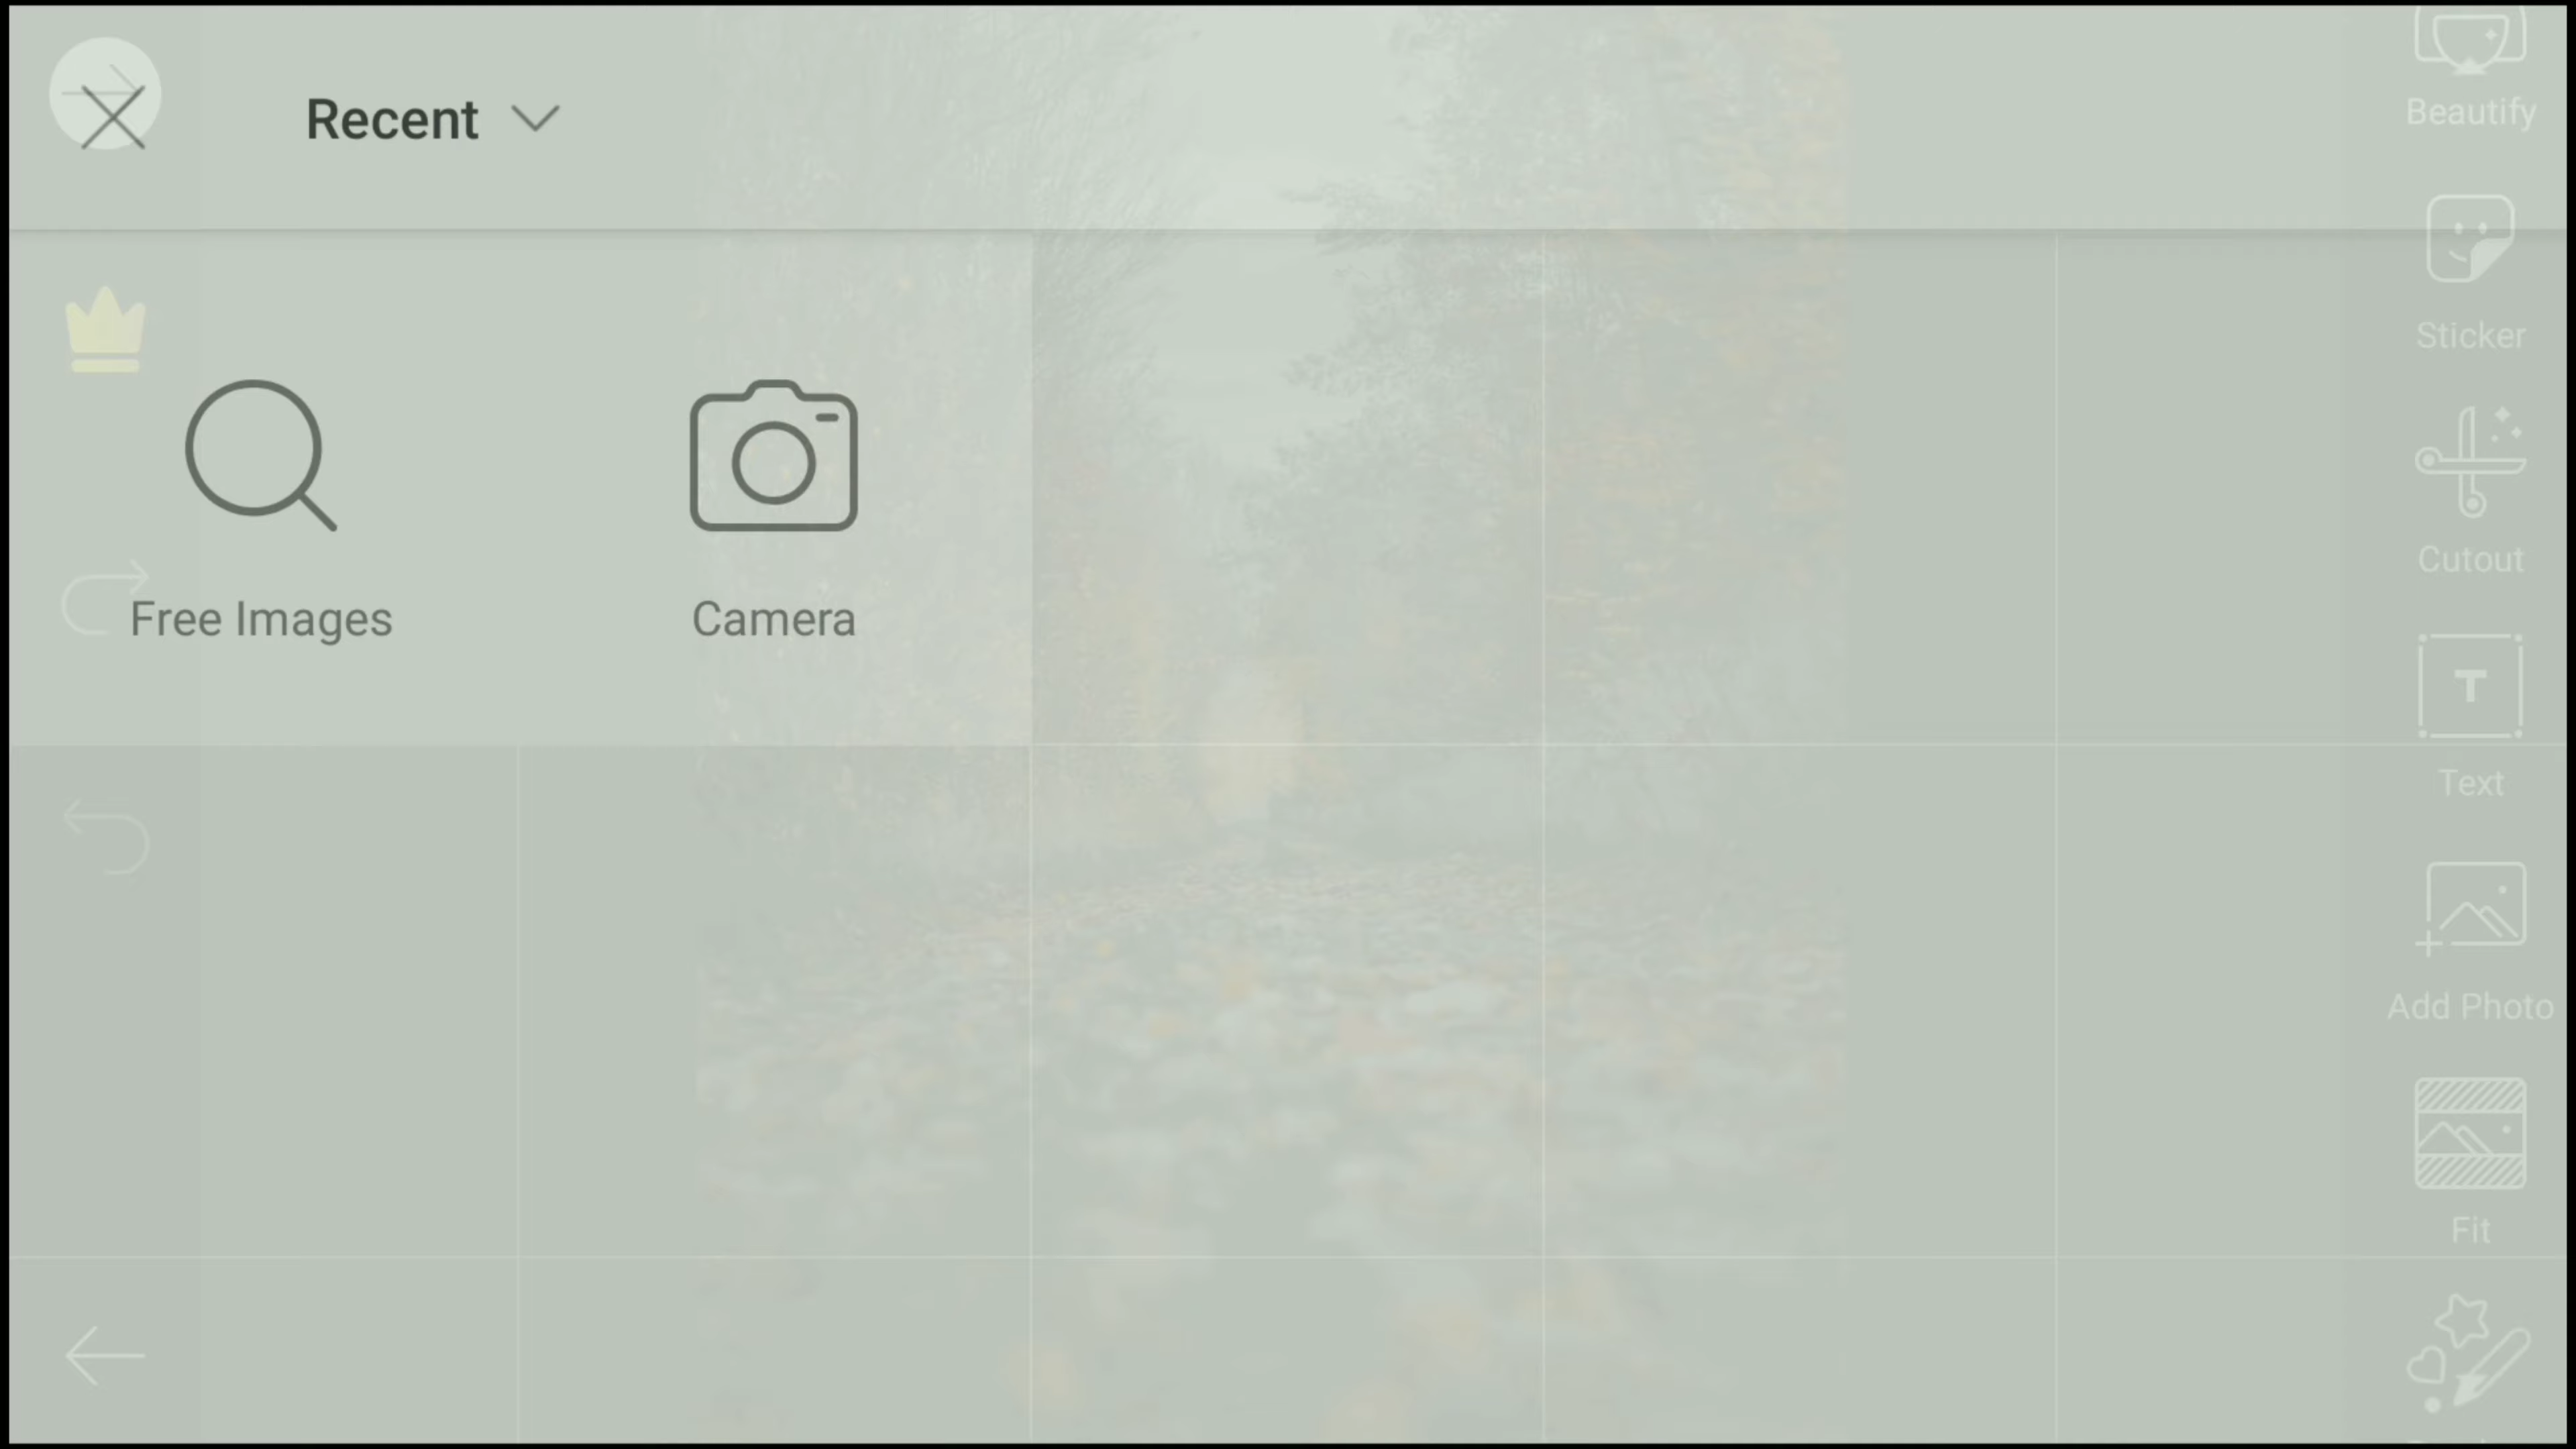 Recent
Beautify
Sticker
Cutout
Free Images
Camera
T
Text
Add Photo
Fit